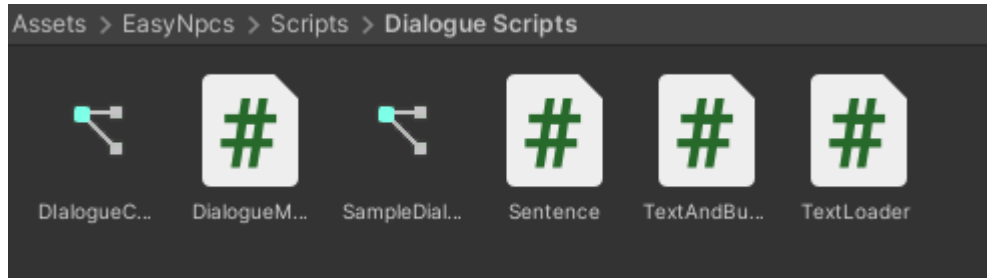 Assets > EasyNpcs > Scripts > Dialogue Scripts
# # # #
DIalogueC... DialogueM... SampleDial... Sentence TextAndBu... TextLoader